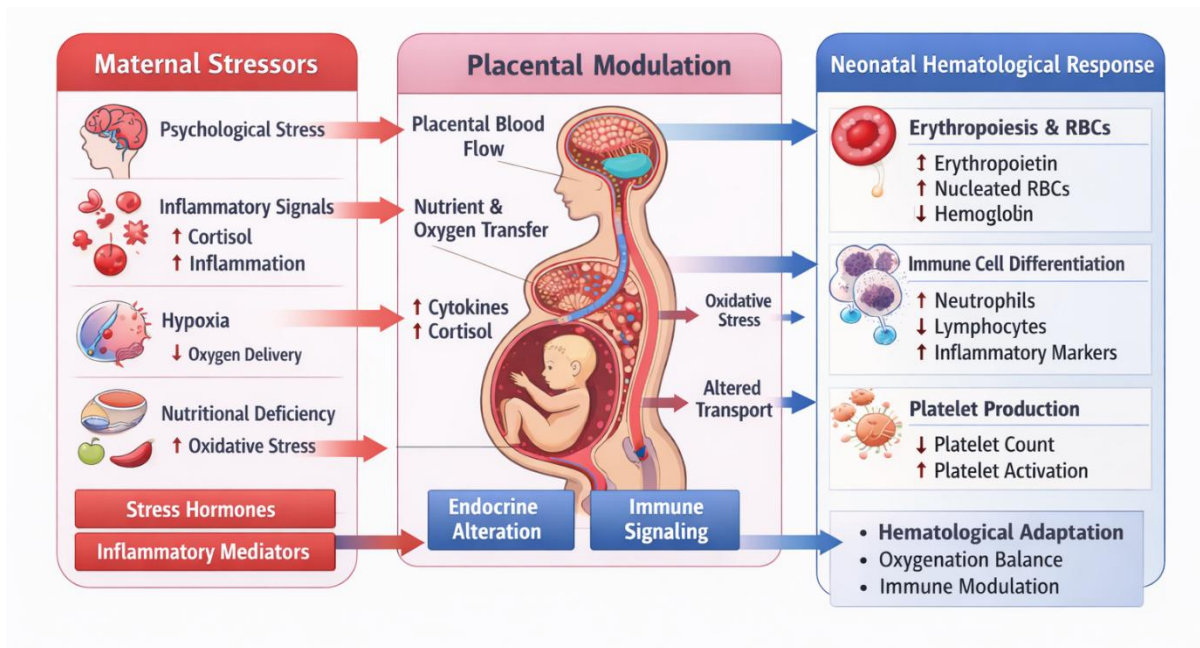 Maternal Stressors
Psychological Stress
Inflammatory Signals
↑ Cortisol
↑ Inflammation
Hypoxia
↓ Oxygen Delivery
Nutritional Deficiency
↑ Oxidative Stress
Stress Hormones
Inflammatory Mediators
Placental Modulation
Placental Blood
Flow
Nutrient &
Oxygen Transfer
↑ Cytokines
↑ Cortisol
Oxidative
Stress
Altered
Transport
Endocrine
Alteration
Immune
Signaling
Neonatal Hematological Response
Erythropoiesis & RBCs
↕ Erythropoietin
↑ Nucleated RBCs
↓ Hemoglobin
Immune Cell Differentiation
↑ Neutrophils
↓ Lymphocytes
↑ Inflammatory Markers
Platelet Production
↓ Platelet Count
↑ Platelet Activation
• Hematological Adaptation
• Oxygenation Balance
• Immune Modulation